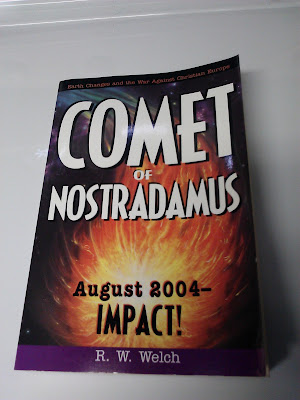 Earth Changes and the War Against Christian Europe
COMET
OF
NOSTRADAMUS
August 2004–
IMPACT!
R. W. Welch